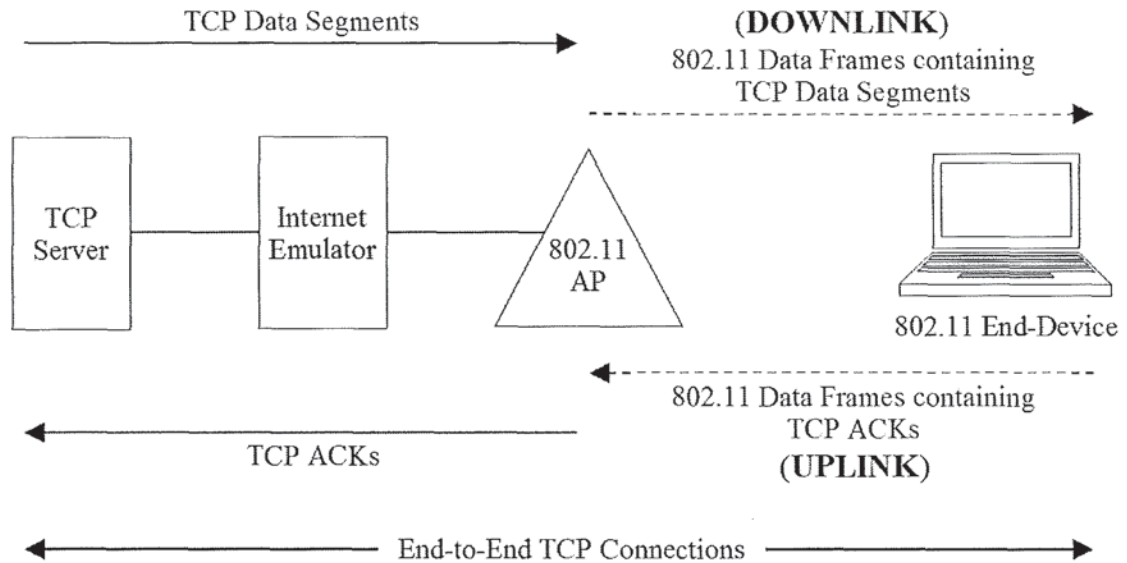 TCP Data Segments
(DOWNLINK)
802.11 Data Frames containing
TCP Data Segments
TCP
Server
Internet
Emulator
802.11
AP
802.11 End-Device
802.11 Data Frames containing
TCP ACKs
(UPLINK)
TCP ACKs
End-to-End TCP Connections